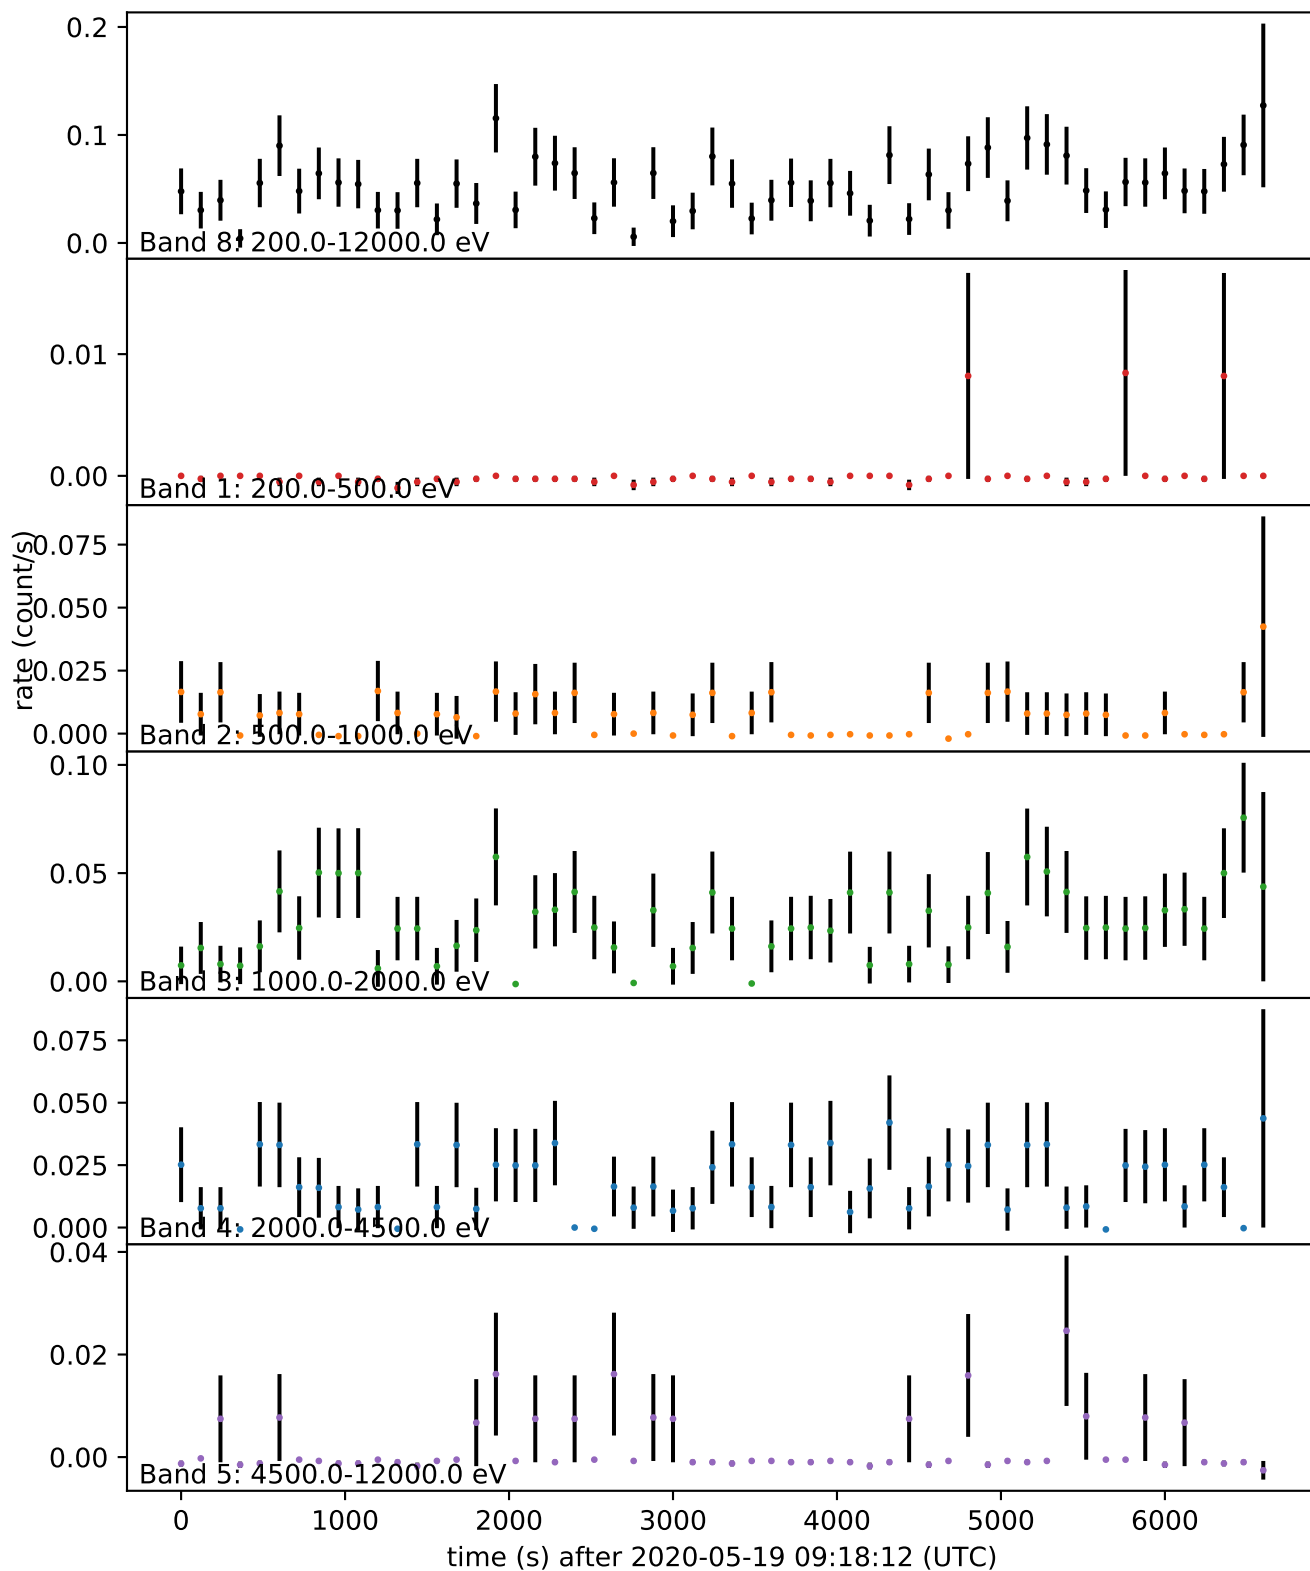 0.2
0.1
0.0
Band 8: 200.0-12000.0 eV
0.01
0.00
Band 1: 200.0-500.0 eV
rate (count/s)
0.075
0.050
0.025
0.000
Band 2: 500.0-1000.0 eV
0.10
0.05
0.00
Band 3: 1000.0-2000.0 eV
0.075
0.050
0.025
0.000
Band 4: 2000.0-4500.0 eV
0.04
0.02
0.00
Band 5: 4500.0-12000.0 eV
0 1000 2000 3000 4000 5000 6000
time (s) after 2020-05-19 09:18:12 (UTC)